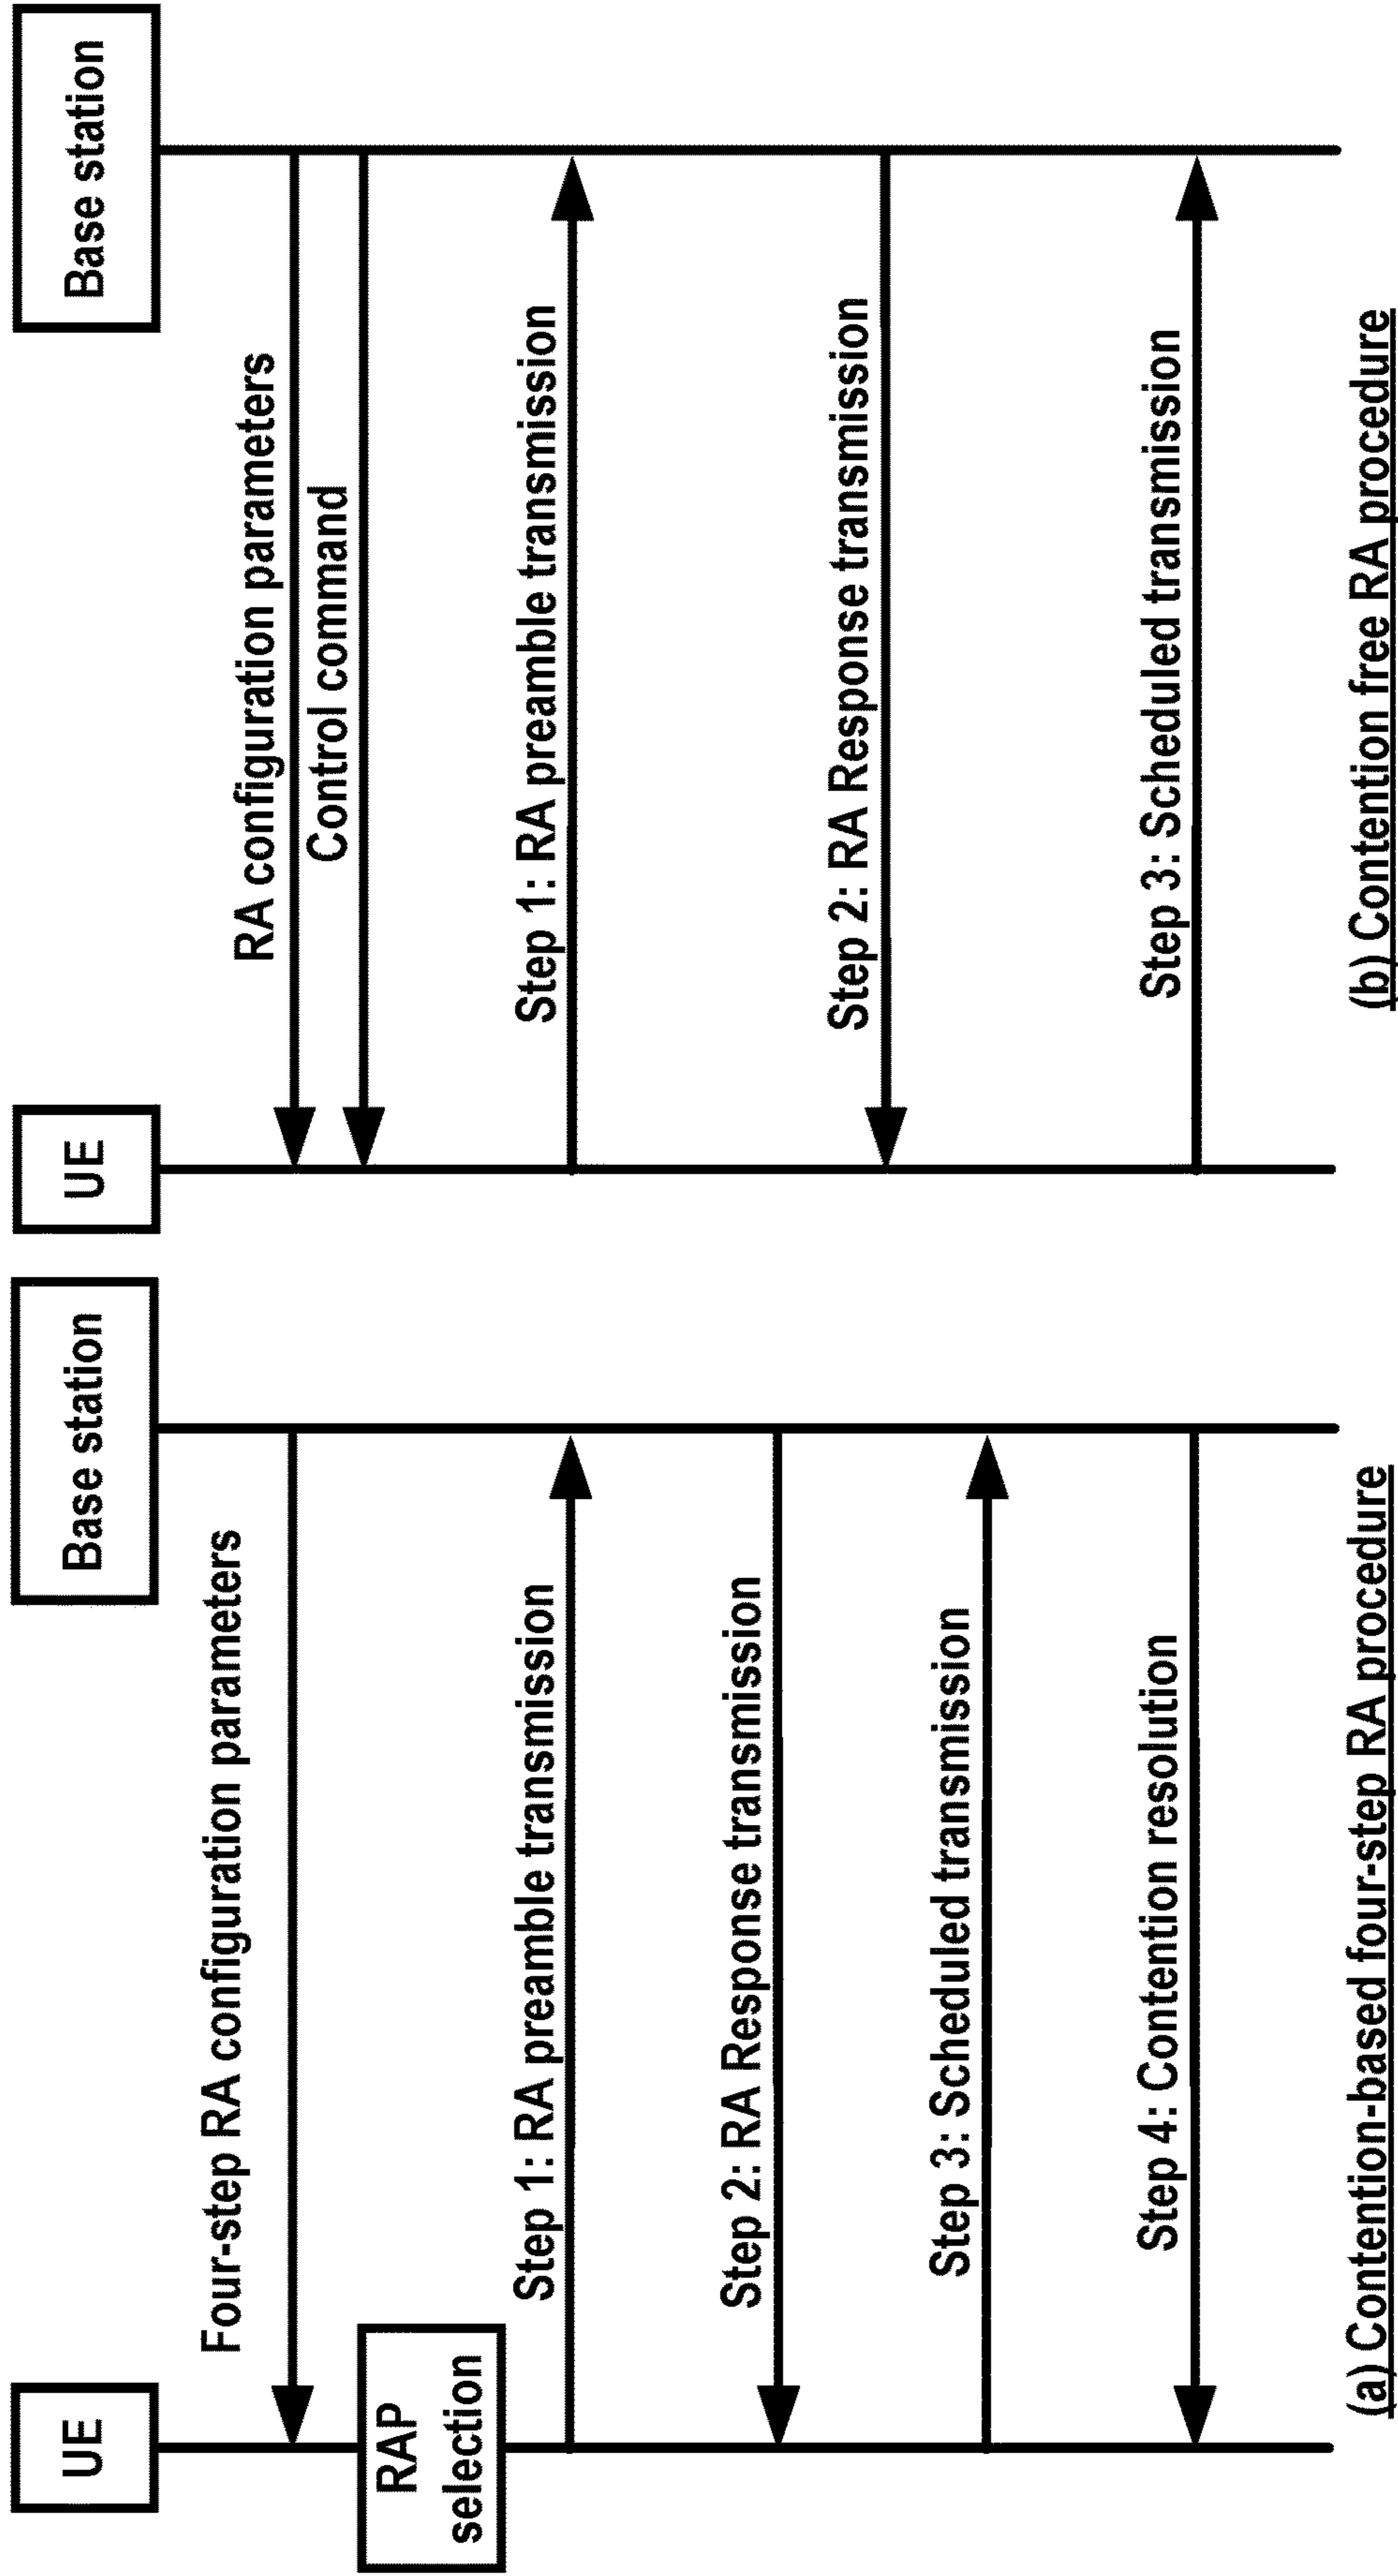 UE
Base station
Four-step RA configuration parameters
RAP
selection
Step 1: RA preamble transmission
Step 2: RA Response transmission
Step 3: Scheduled transmission
Step 4: Contention resolution
(a) Contention-based four-step RA procedure
UE
Base station
RA configuration parameters
Control command
Step 1: RA preamble transmission
Step 2: RA Response transmission
Step 3: Scheduled transmission
(b) Contention free RA procedure